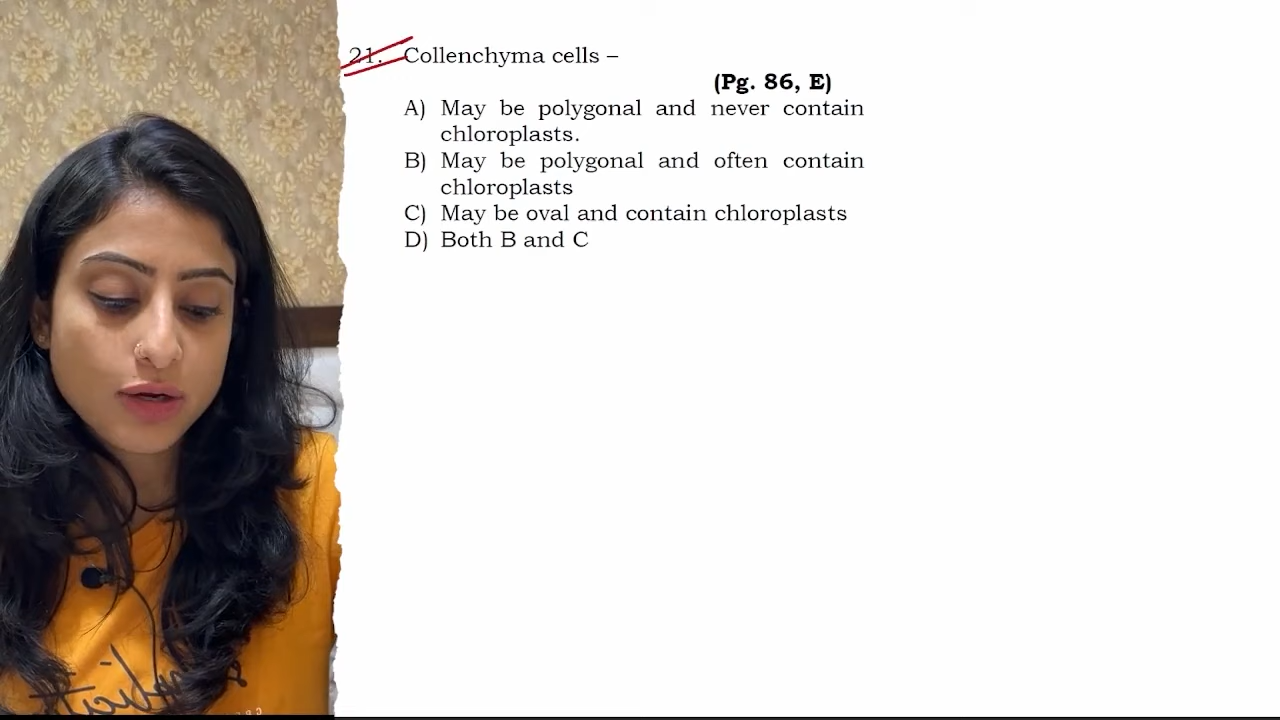 21. Collenchyma cells –
(Pg. 86, E)
A) May be polygonal and never contain
chloroplasts.
B) May be polygonal and often contain
chloroplasts
C) May be oval and contain chloroplasts
D) Both B and C